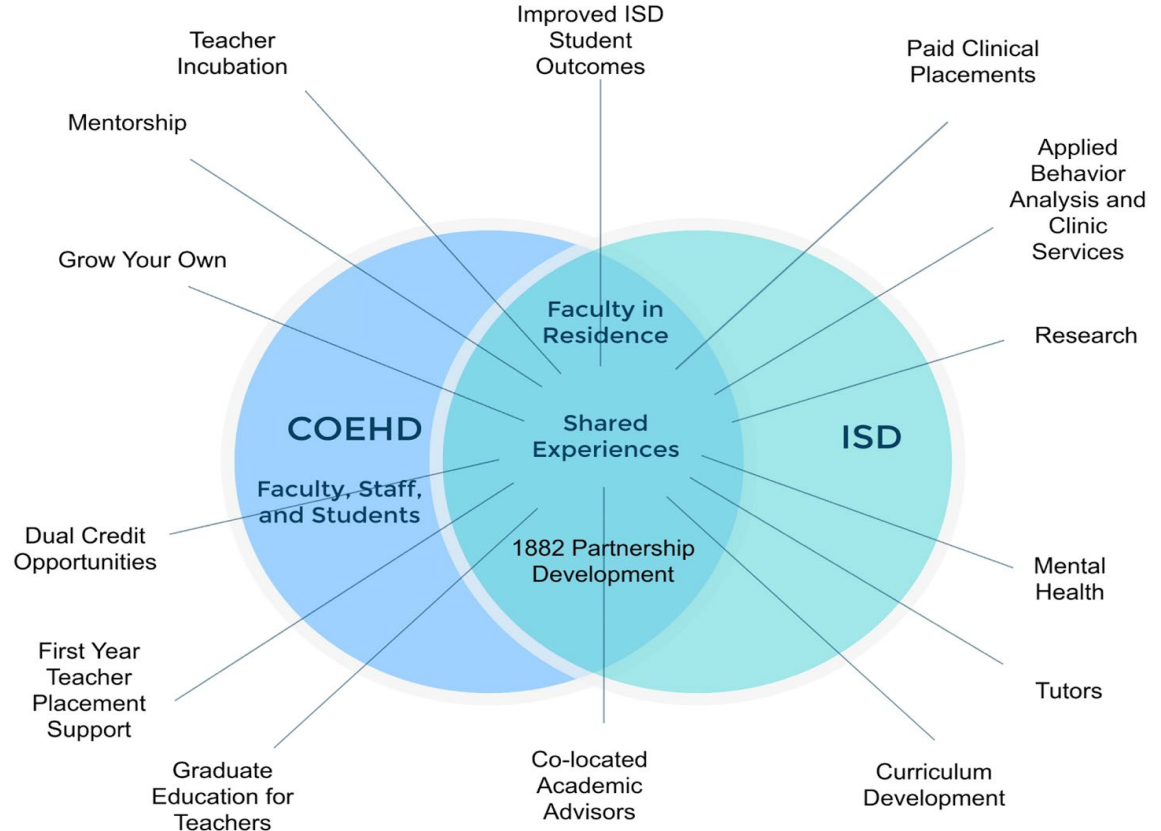 Improved ISD
Student
Outcomes
Teacher
Incubation
Paid Clinical
Placements
Mentorship
Applied
Behavior
Analysis and
Clinic
Services
Grow Your Own
Faculty in
Residence
Research
COEHD
Shared
Experiences
ISD
Faculty, Staff,
and Students
Dual Credit
Opportunities
1882 Partnership
Development
Mental
Health
First Year
Teacher
Placement
Support
Tutors
Graduate
Education for
Teachers
Co-located
Academic
Advisors
Curriculum
Development